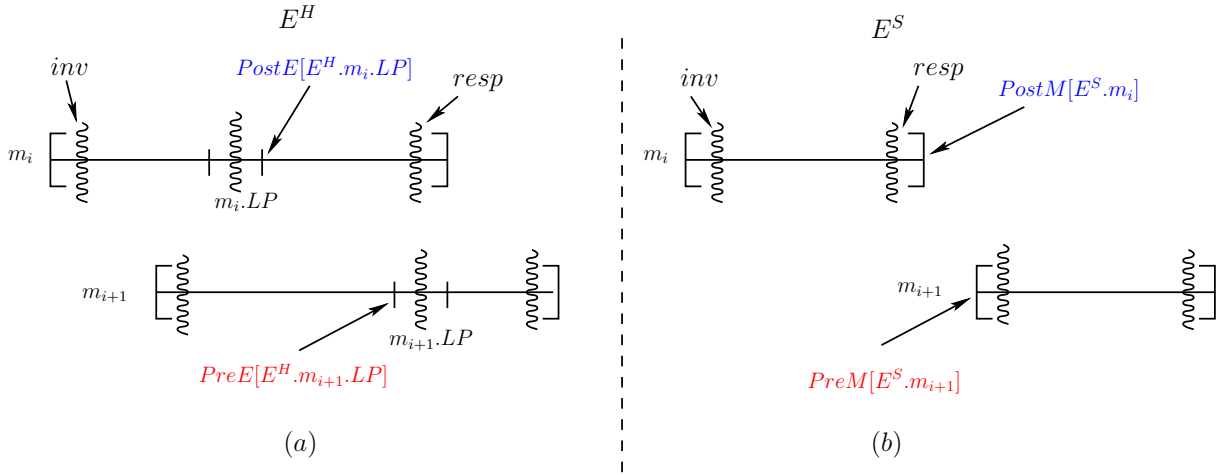 E^H
inv
PostE[E^H.m_i.LP]
resp
m_i
m_i.LP
m_{i+1}
m_{i+1}.LP
PreE[E^H.m_{i+1}.LP]
(a)
E^S
inv
resp
PostM[E^S.m_i]
m_i
m_{i+1}
PreM[E^S.m_{i+1}]
(b)